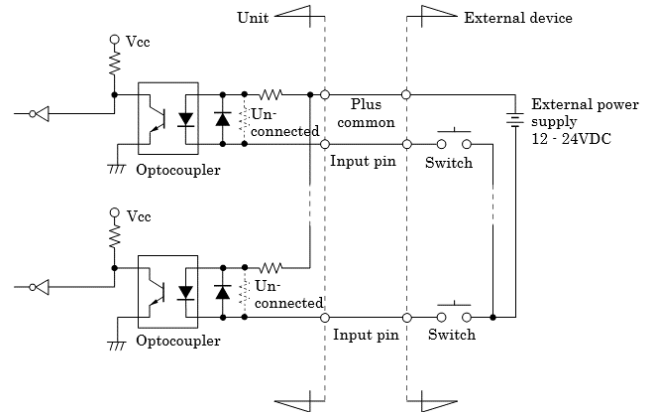 Unit
External device
Vcc
Un-
connected
Plus
common
External power
supply
12 - 24VDC
Optocoupler
Input pin
Switch
Vcc
Un-
connected
Optocoupler
Input pin
Switch